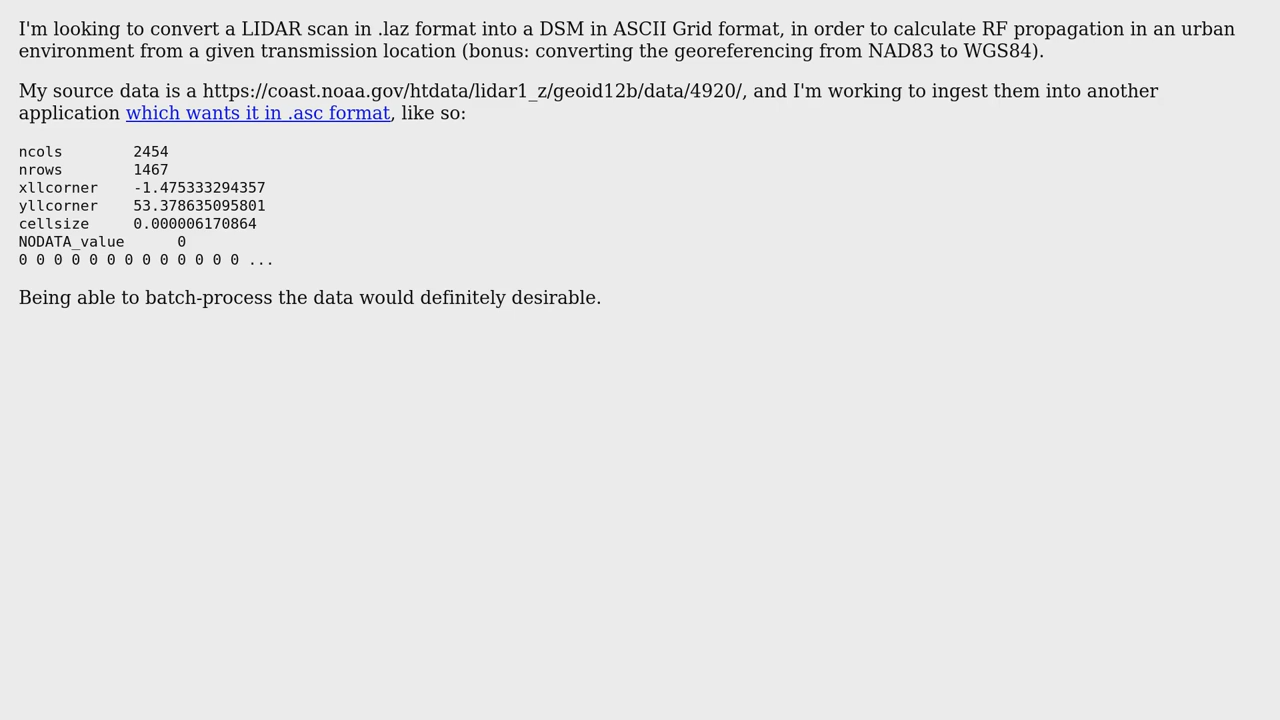 I'm looking to convert a LIDAR scan in .laz format into a DSM in ASCII Grid format, in order to calculate RF propagation in an urban
environment from a given transmission location (bonus: converting the georeferencing from NAD83 to WGS84).
My source data is a https://coast.noaa.gov/htdata/lidar1_z/geoid12b/data/4920/, and I'm working to ingest them into another
application which wants it in .asc format, like so:
ncols        2454
nrows        1467
xllcorner    -1.475333294357
yllcorner    53.378635095801
cellsize     0.000006170864
NODATA_value      0
0 0 0 0 0 0 0 0 0 0 0 0 0 ...
Being able to batch-process the data would definitely desirable.